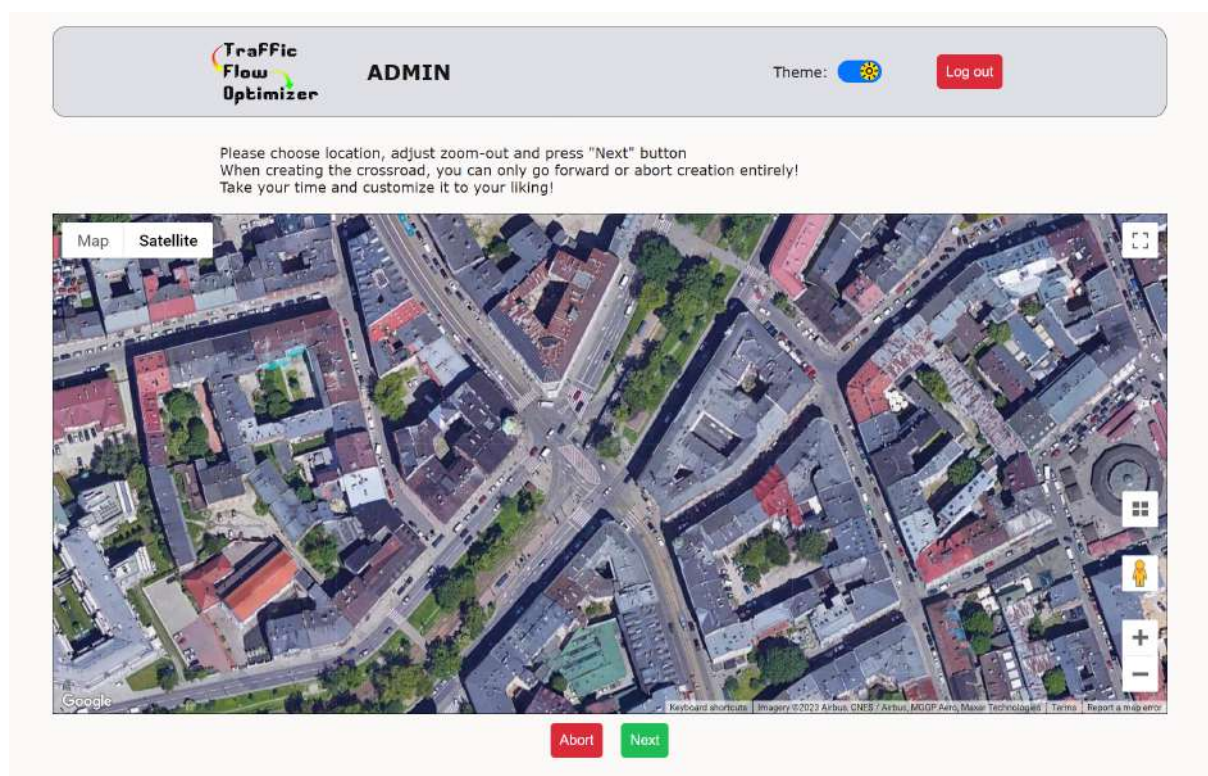 Traffic
Flow
Optimizer
ADMIN
Theme:
Log out
Please choose location, adjust zoom-out and press "Next" button
When creating the crossroad, you can only go forward or abort creation entirely!
Take your time and customize it to your liking!
Map
Satellite
Google
Keyboard shortcuts
Imagery ©2023 Airbus, CNES / Airbus, MGGP Aero, Maxar Technologies
Terms
Report a map error
Abort
Next